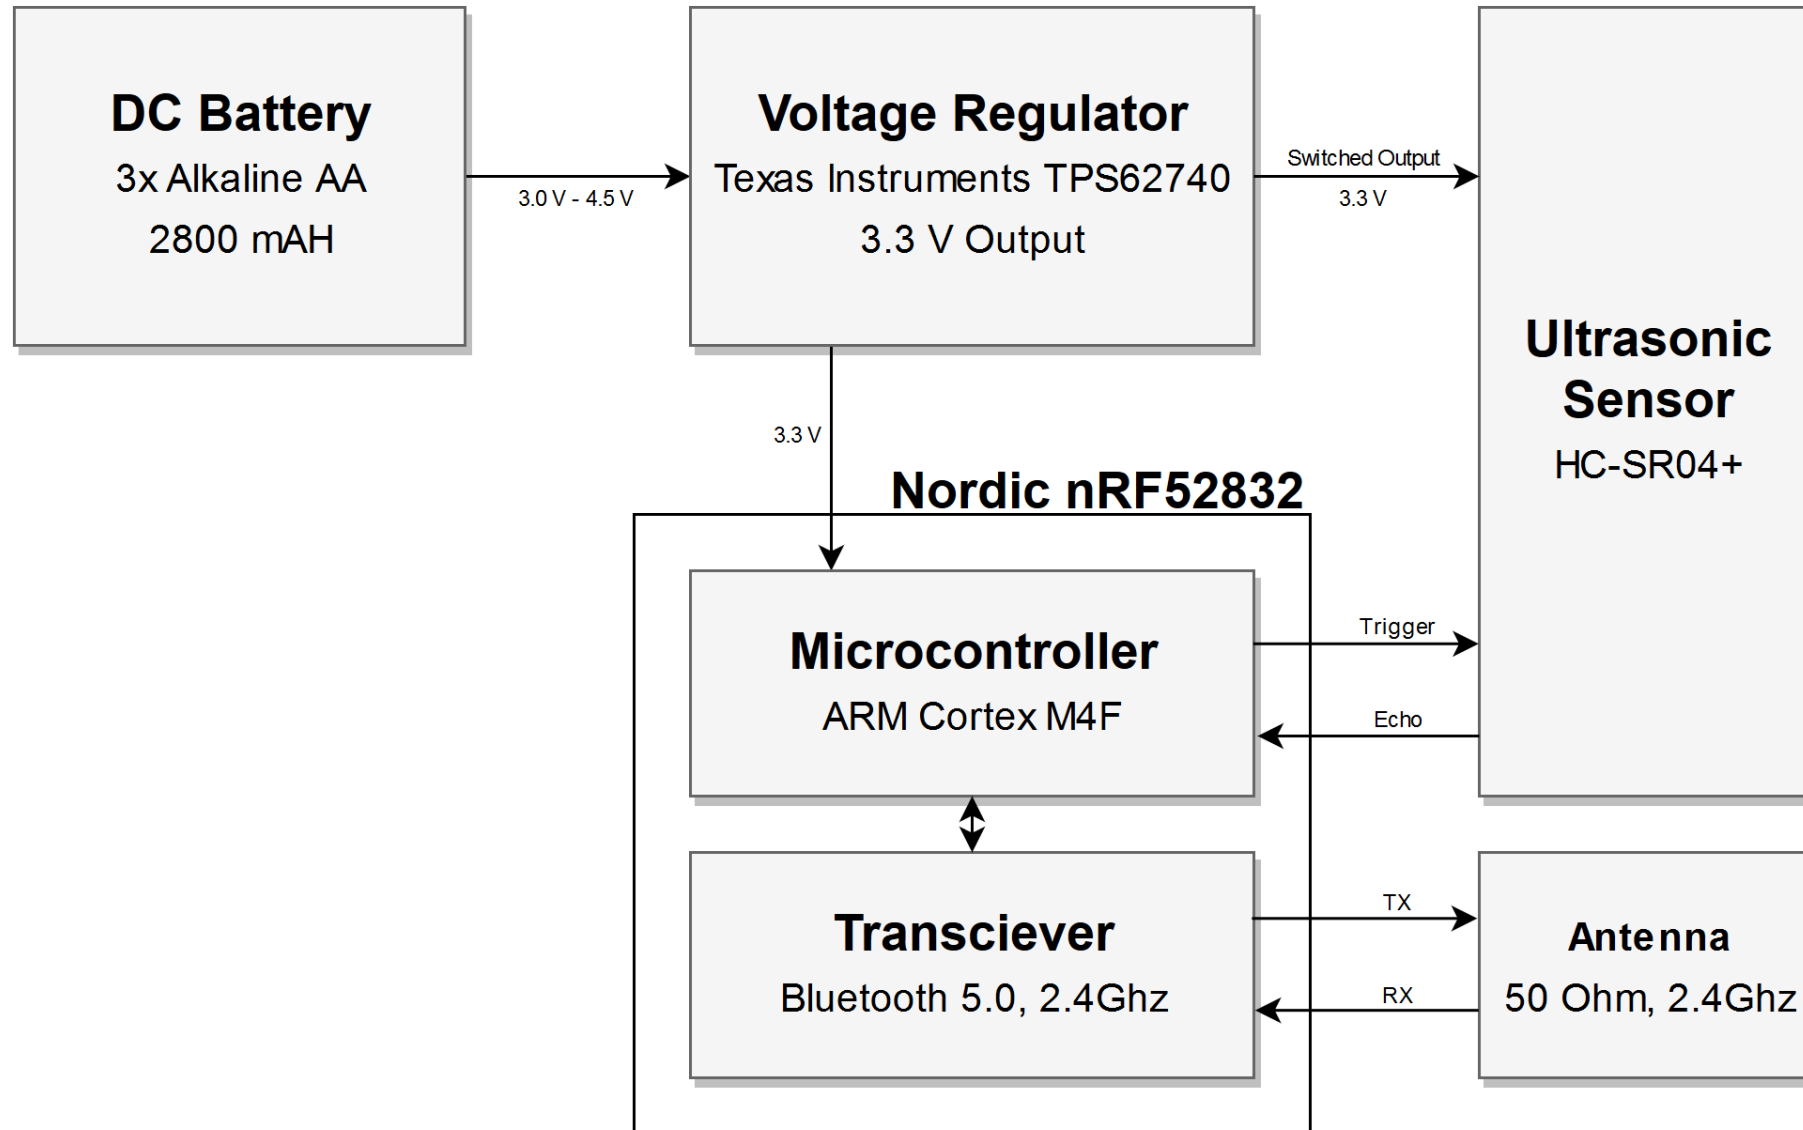 DC Battery
3x Alkaline AA
2800 mAH
3.0 V - 4.5 V
Voltage Regulator
Texas Instruments TPS62740
3.3 V Output
Switched Output
3.3 V
Ultrasonic
Sensor
HC-SR04+
3.3 V
Nordic nRF52832
Microcontroller
ARM Cortex M4F
Trigger
Echo
Transciever
Bluetooth 5.0, 2.4Ghz
TX
RX
Antenna
50 Ohm, 2.4Ghz